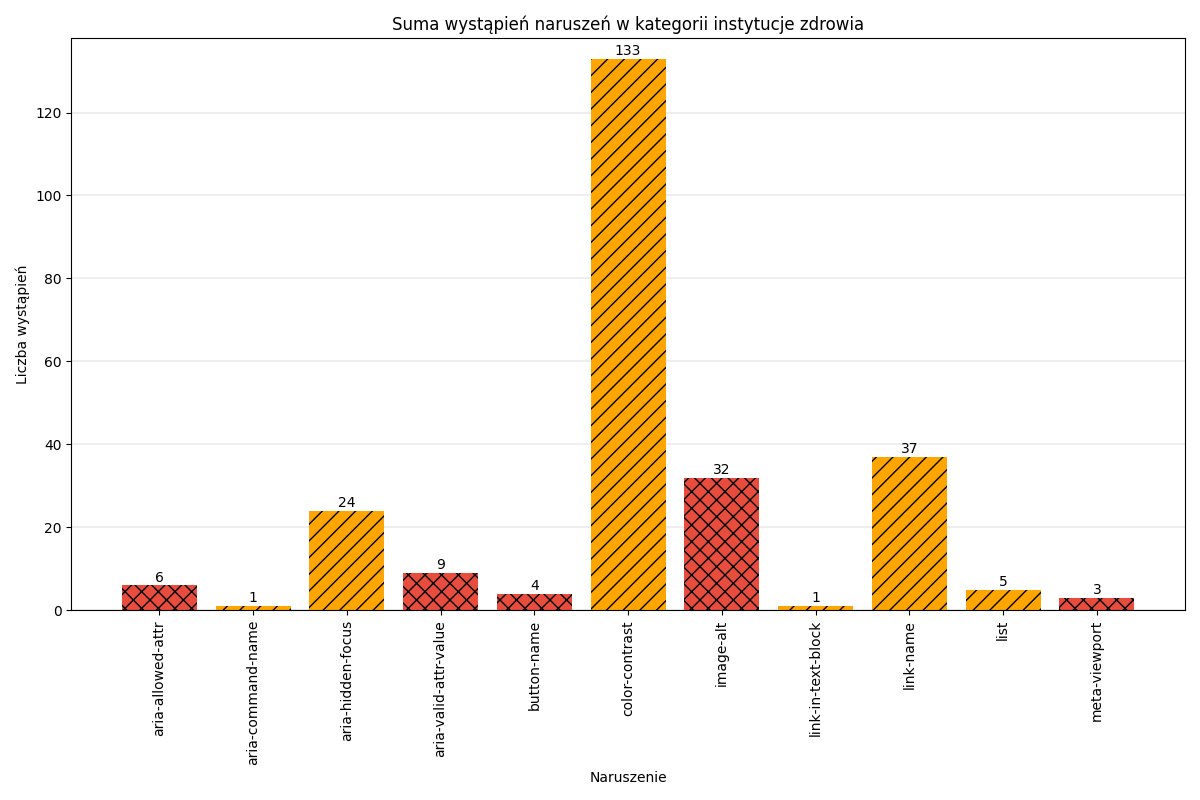 Suma wystąpień naruszeń w kategorii instytucje zdrowia
Liczba wystąpień
120
100
80
60
40
20
0
6
1
24
9
4
133
32
1
37
5
3
aria-allowed-attr
aria-command-name
aria-hidden-focus
aria-valid-attr-value
button-name
color-contrast
image-alt
link-in-text-block
link-name
list
meta-viewport
Naruszenie